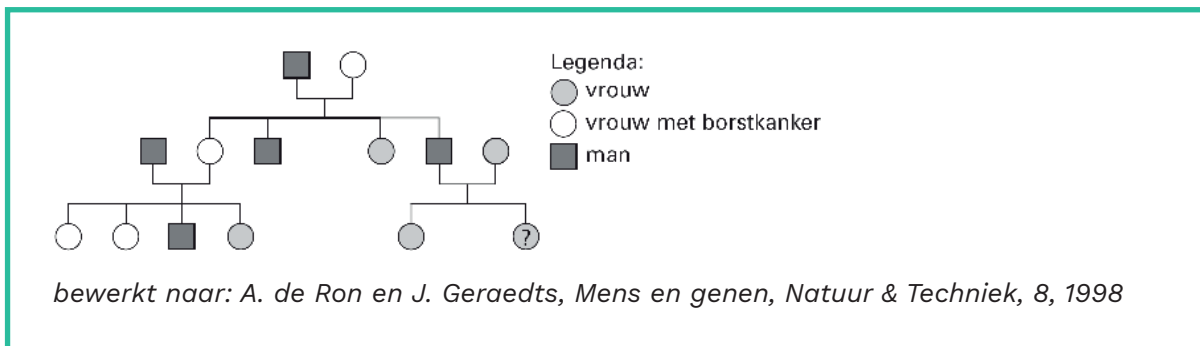 Legenda:
vrouw
vrouw met borstkanker
man
?
bewerkt naar: A. de Ron en J. Geraedts, Mens en genen, Natuur & Techniek, 8, 1998